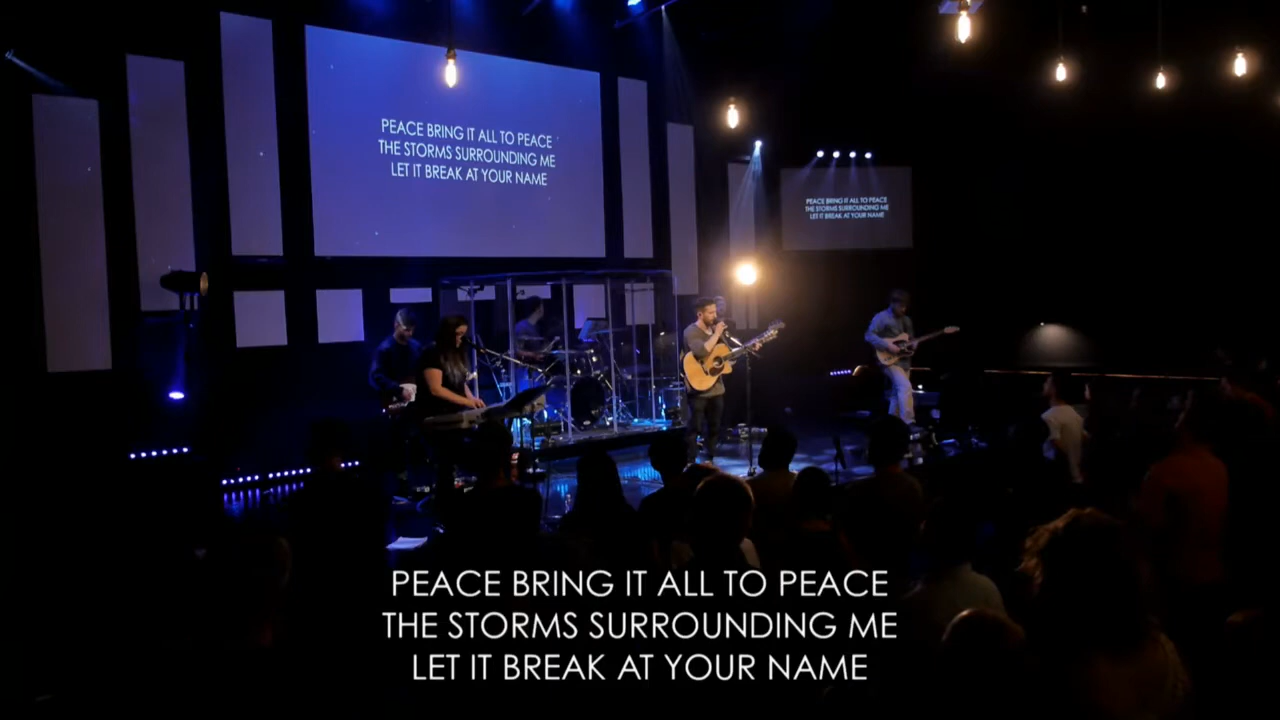 PEACE BRING IT ALL TO PEACE
THE STORMS SURROUNDING ME
LET IT BREAK AT YOUR NAME
PEACE BRING IT ALL TO PEACE
THE STORMS SURROUNDING ME
LET IT BREAK AT YOUR NAME
PEACE BRING IT ALL TO PEACE
THE STORMS SURROUNDING ME
LET IT BREAK AT YOUR NAME